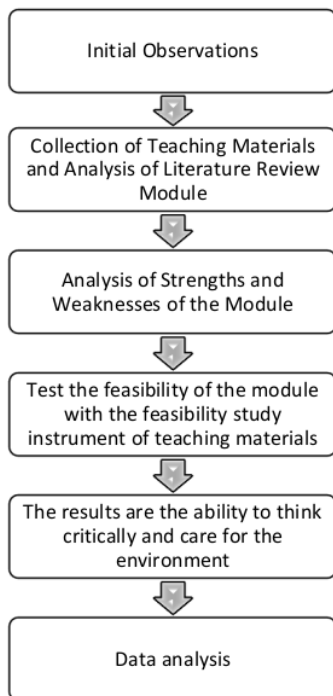 Initial Observations
Collection of Teaching Materials
and Analysis of Literature Review
Module
Analysis of Strengths and
Weaknesses of the Module
Test the feasibility of the module
with the feasibility study
instrument of teaching materials
The results are the ability to think
critically and care for the
environment
Data analysis